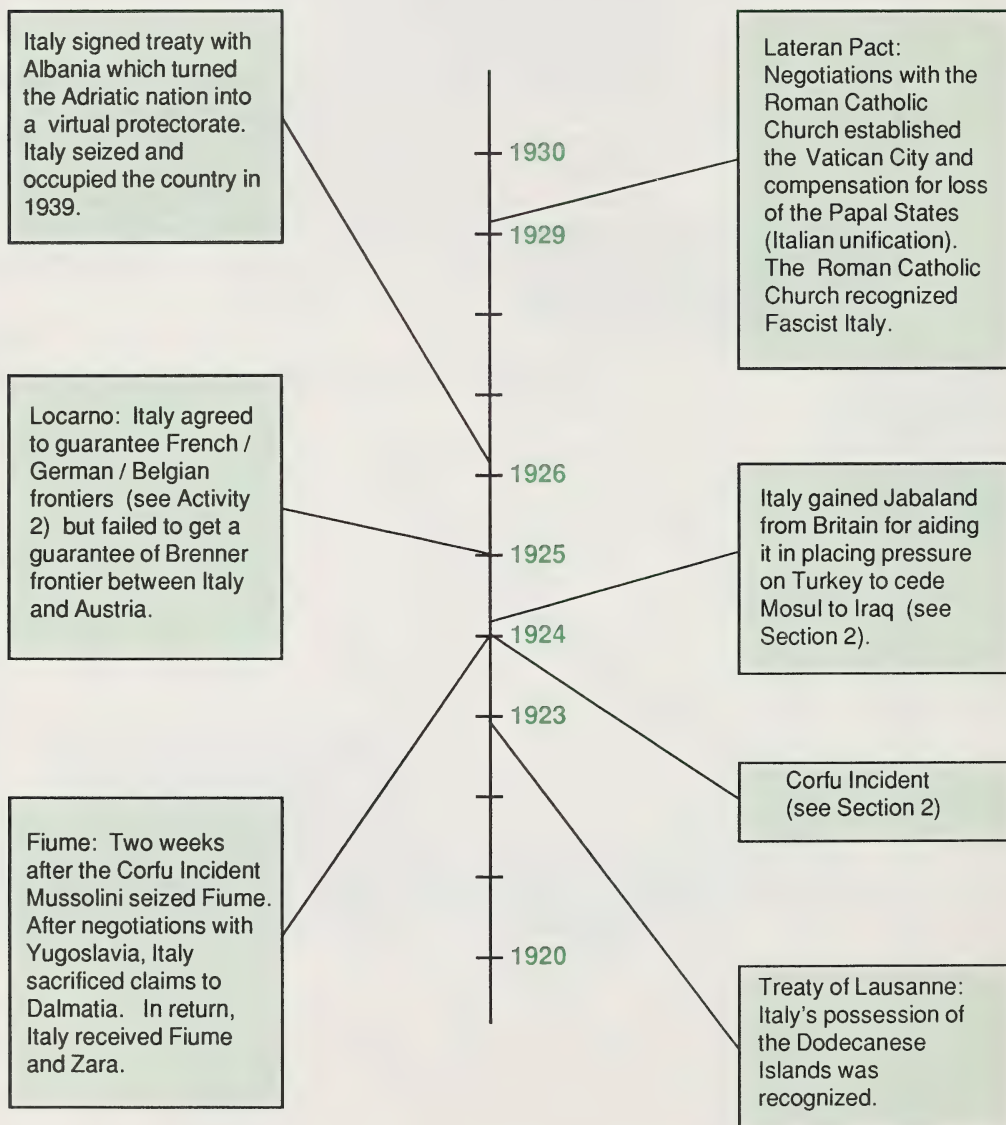 Italy signed treaty with
Albania which turned
the Adriatic nation into
a virtual protectorate.
Italy seized and
occupied the country in
1939.
Locarno: Italy agreed
to guarantee French /
German / Belgian
frontiers (see Activity
2) but failed to get a
guarantee of Brenner
frontier between Italy
and Austria.
Fiume: Two weeks
after the Corfu Incident
Mussolini seized Fiume.
After negotiations with
Yugoslavia, Italy
sacrificed claims to
Dalmatia. In return,
Italy received Fiume
and Zara.
1930
1929
1926
1925
1924
1923
1920
Lateran Pact:
Negotiations with the
Roman Catholic
Church established
the Vatican City and
compensation for loss
of the Papal States
(Italian unification).
The Roman Catholic
Church recognized
Fascist Italy.
Italy gained Jabaland
from Britain for aiding
it in placing pressure
on Turkey to cede
Mosul to Iraq (see
Section 2).
Corfu Incident
(see Section 2)
Treaty of Lausanne:
Italy's possession of
the Dodecanese
Islands was
recognized.